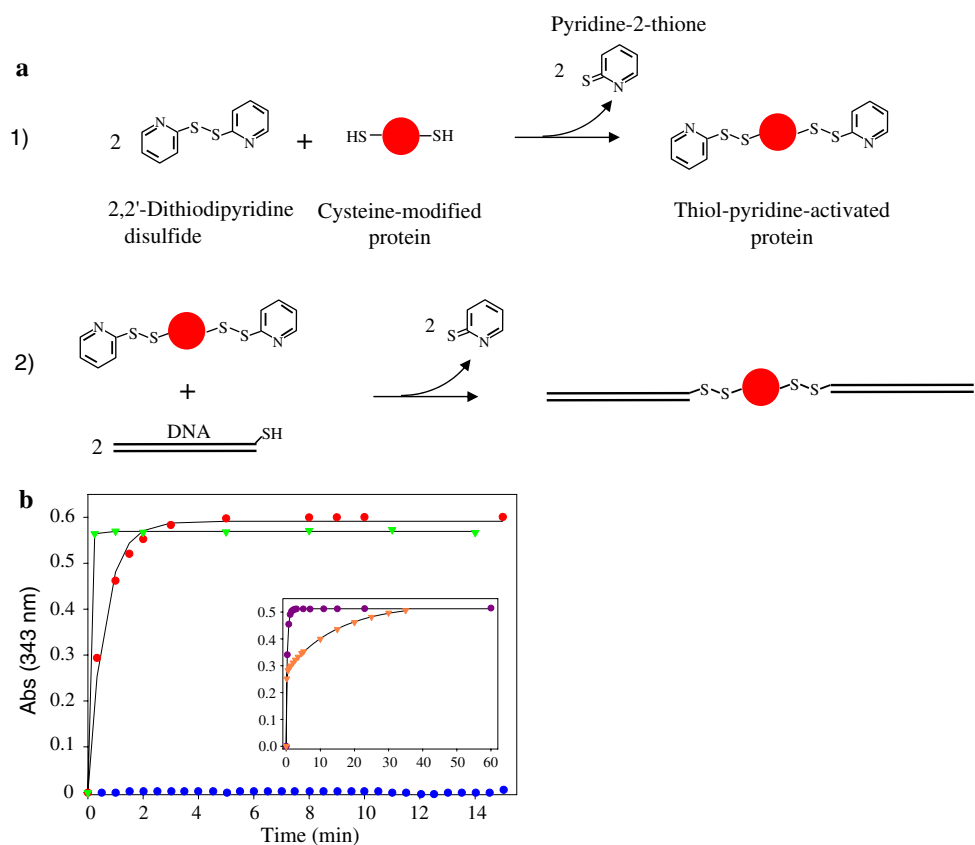 a
Pyridine-2-thione
2 S N
1)
2 N S S N + HS SH N S S S S N
2,2'-Dithiodipyridine disulfide
Cysteine-modified protein
Thiol-pyridine-activated protein
2)
N S S S S N
2 S N
+
2 DNA SH
S S S S
b
Abs (343 nm)
0.6
0.5
0.4
0.3
0.2
0.1
0
0 2 4 6 8 10 12 14
Time (min)
0.5
0.4
0.3
0.2
0.1
0.0
0 10 20 30 40 50 60